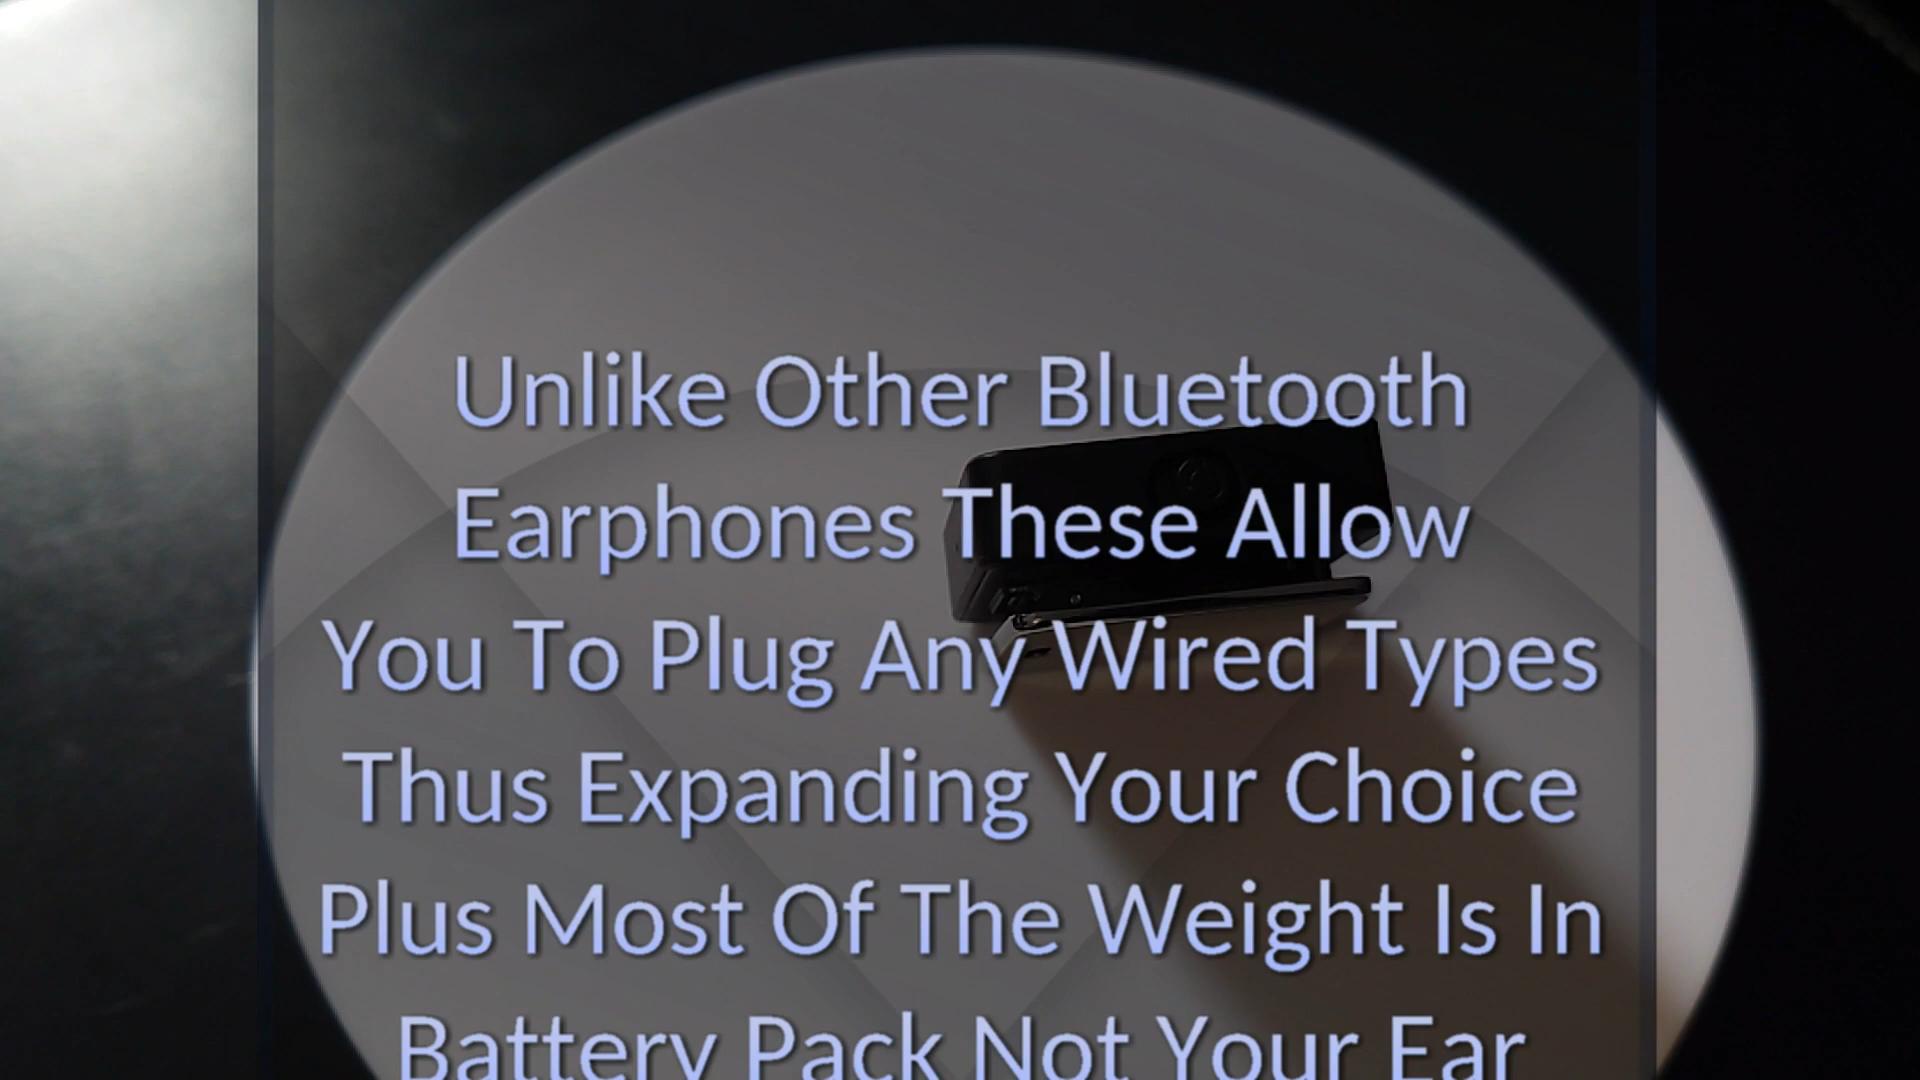 Unlike Other Bluetooth
Earphones These Allow
You To Plug Any Wired Types
Thus Expanding Your Choice
Plus Most Of The Weight Is In
Battery Pack Not Your Ear